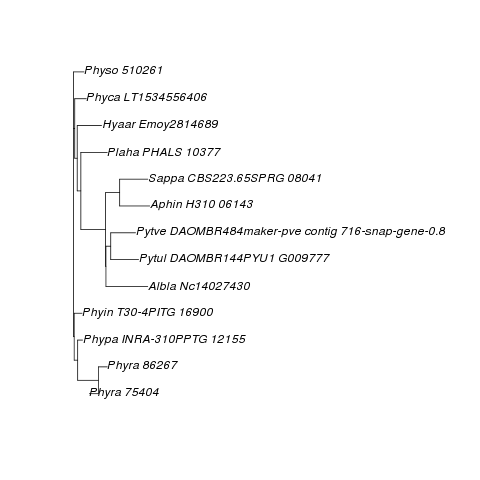 Physo 510261
Phyca LT1534556406
Hyaar Emoy2814689
Plaha PHALS 10377
Sappa CBS223.65SPRG 08041
Aphin H310 06143
Pytve DAOMBR484maker-pve contig 716-snap-gene-0.8
Pytul DAOMBR144PYU1 G009777
Albla Nc14027430
Phyin T30-4PITG 16900
Phypa INRA-310PPTG 12155
Phyra 86267
Phyra 75404